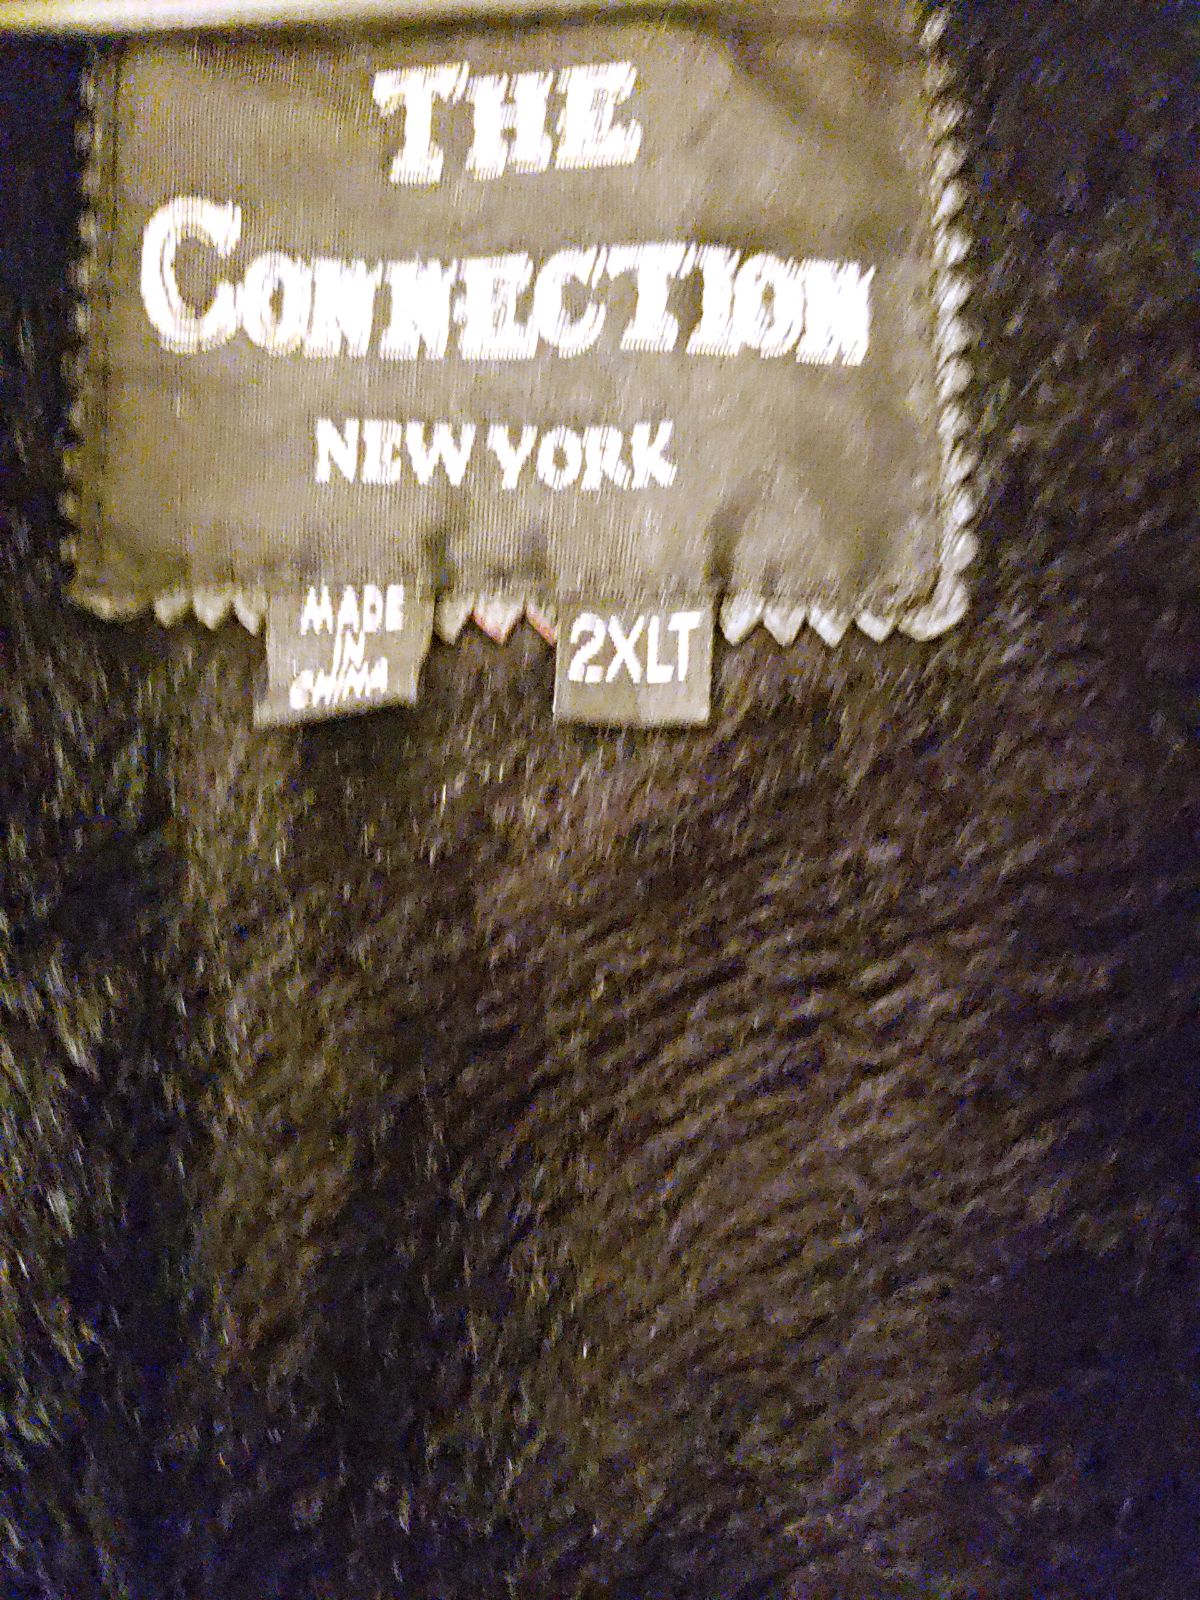 THE
CONNECTION
NEW YORK
MADE
IN
CHINA
2XLT